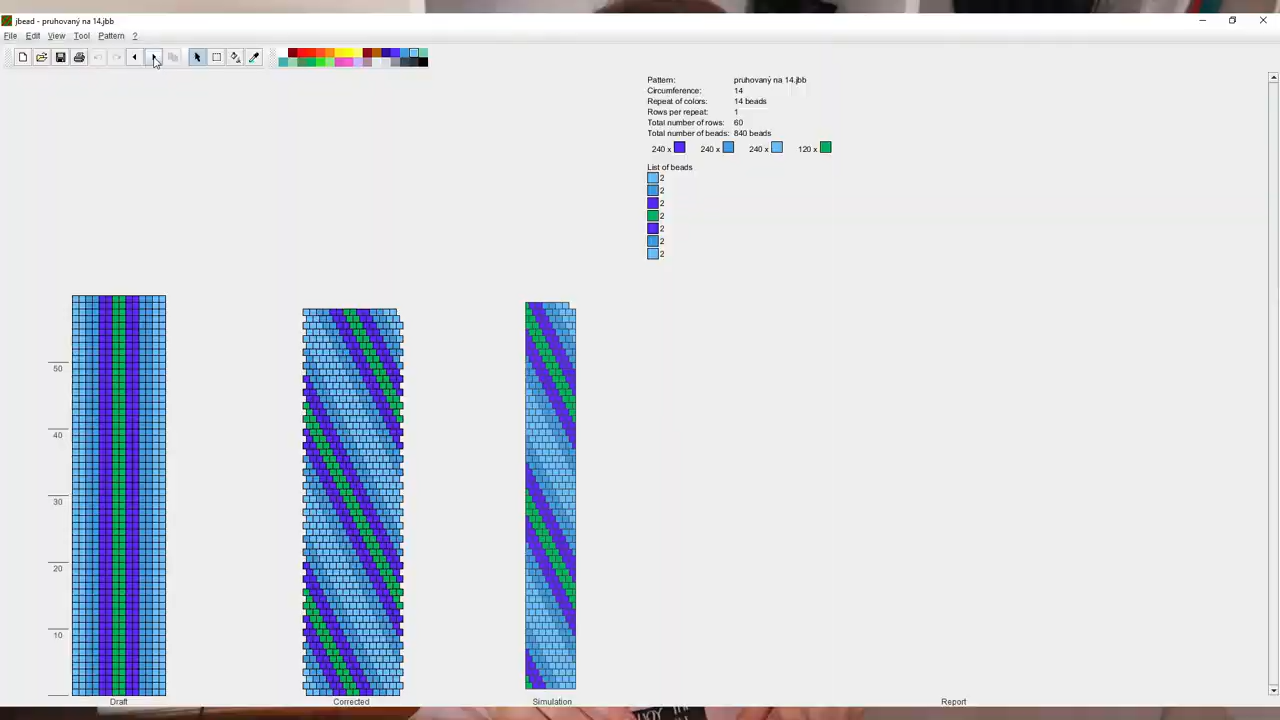 jbead - pruhovaný na 14.jbb
File Edit View Tool Pattern ?
Pattern: pruhovaný na 14.jbb
Circumference: 14
Repeat of colors: 14 beads
Rows per repeat: 1
Total number of rows: 60
Total number of beads: 840 beads
240 x 240 x 240 x 120 x
List of beads
2
2
2
2
2
2
2
50
40
30
20
10
Draft Corrected Simulation Report